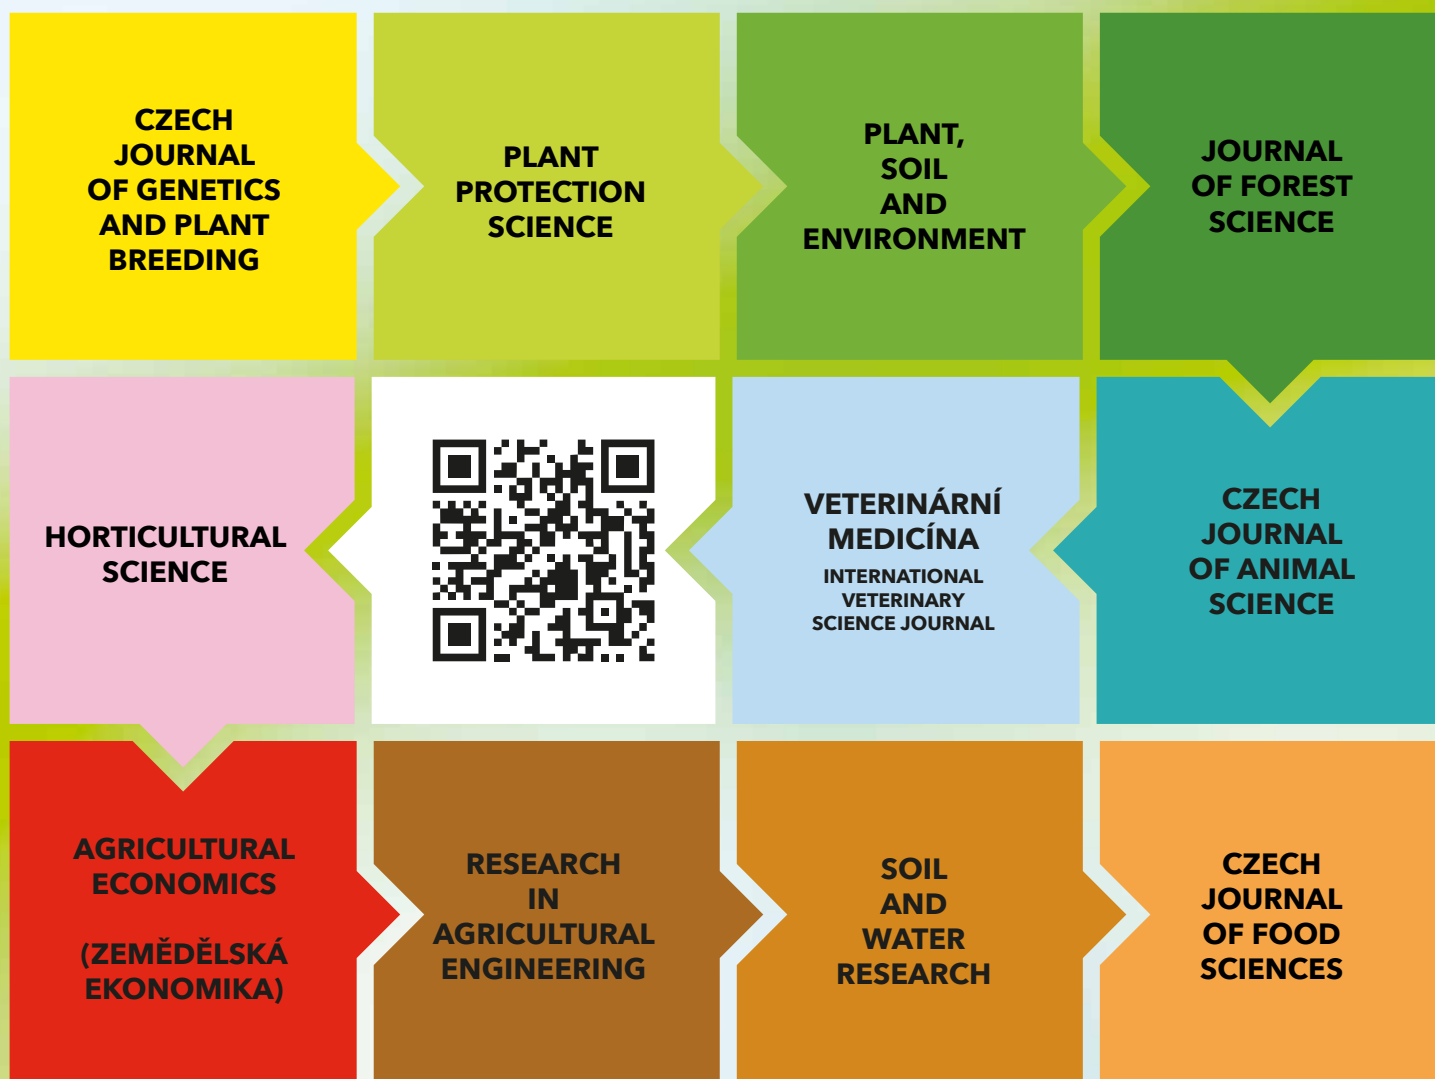 CZECH
JOURNAL
OF GENETICS
AND PLANT
BREEDING
PLANT
PROTECTION
SCIENCE
PLANT,
SOIL
AND
ENVIRONMENT
JOURNAL
OF FOREST
SCIENCE
HORTICULTURAL
SCIENCE
VETERINÁRNÍ
MEDICÍNA
INTERNATIONAL
VETERINARY
SCIENCE JOURNAL
CZECH
JOURNAL
OF ANIMAL
SCIENCE
AGRICULTURAL
ECONOMICS
(ZEMĚDĚLSKÁ
EKONOMIKA)
RESEARCH
IN
AGRICULTURAL
ENGINEERING
SOIL
AND
WATER
RESEARCH
CZECH
JOURNAL
OF FOOD
SCIENCES